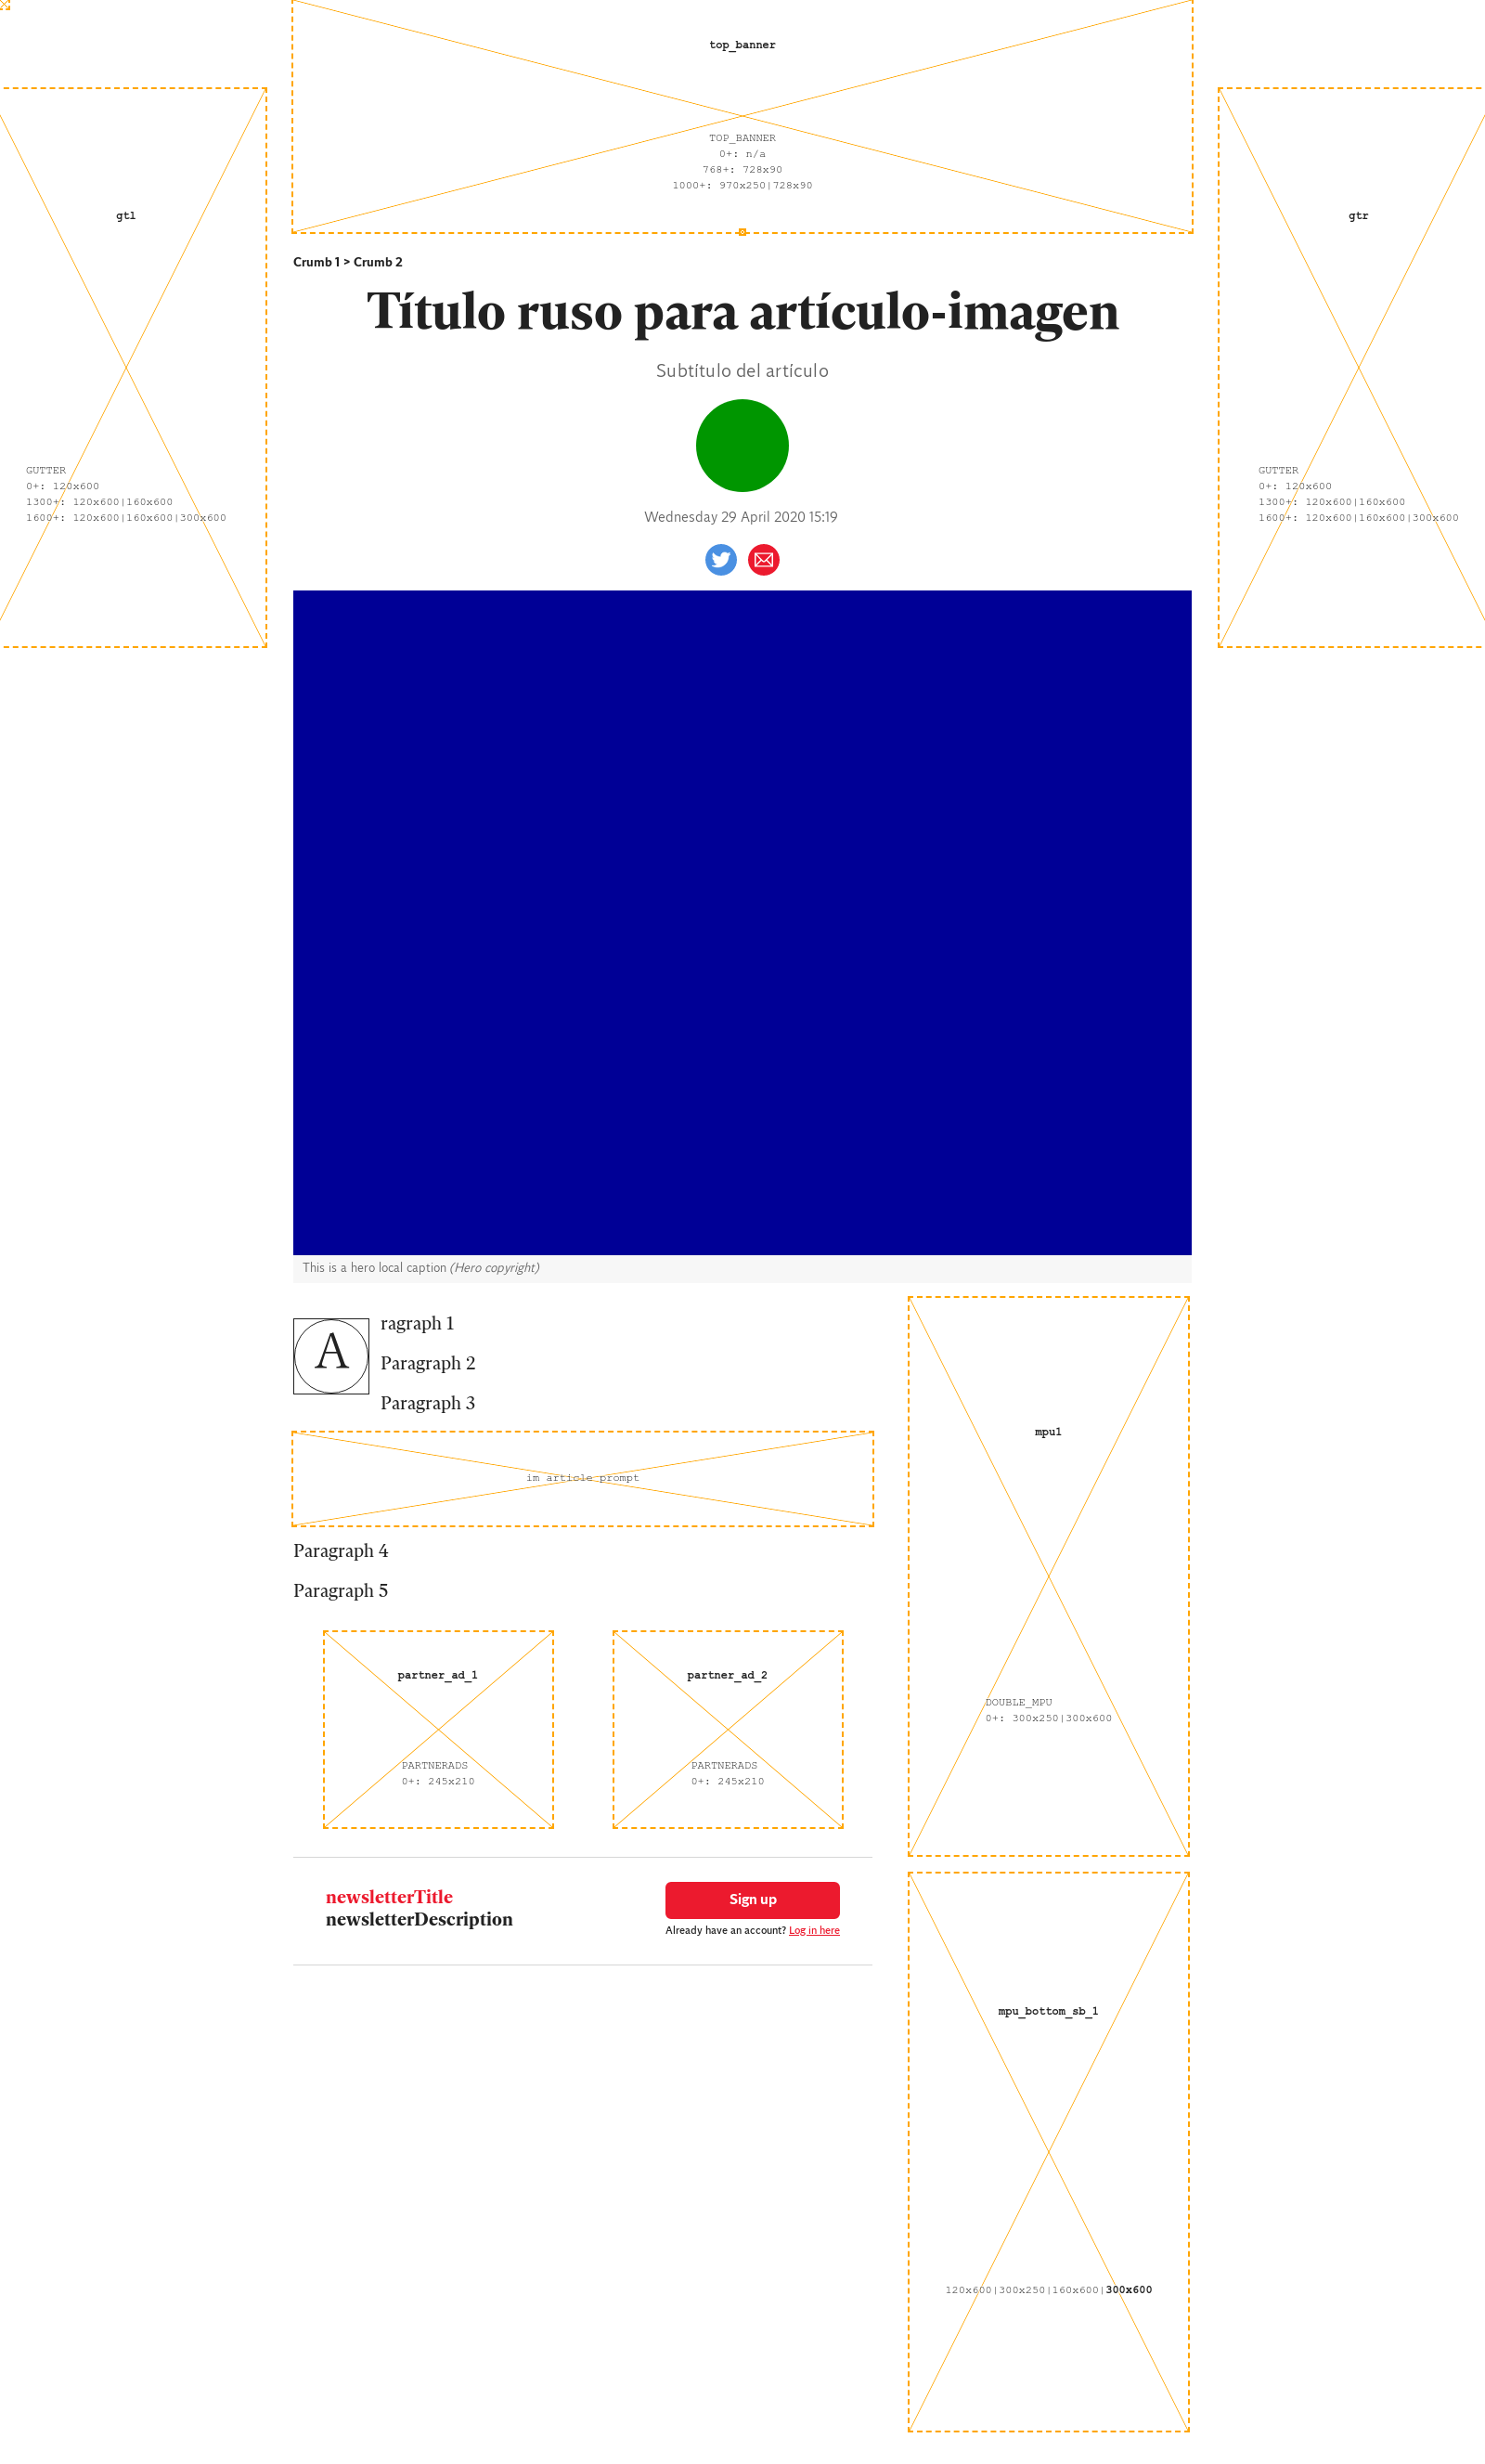 top_banner
TOP_BANNER
0+: n/a
768+: 728x90
1000+: 970x250|728x90
gtl
GUTTER
0+: 120x600
1300+: 120x600|160x600
1600+: 120x600|160x600|300x600
gtr
GUTTER
0+: 120x600
1300+: 120x600|160x600
1600+: 120x600|160x600|300x600
Crumb 1 > Crumb 2
Título ruso para artículo-imagen
Subtítulo del artículo
Wednesday 29 April 2020 15:19
This is a hero local caption (Hero copyright)
A
ragraph 1
Paragraph 2
Paragraph 3
im article prompt
Paragraph 4
Paragraph 5
partner_ad_1
PARTNERADS
0+: 245x210
partner_ad_2
PARTNERADS
0+: 245x210
newsletterTitle
newsletterDescription
Sign up
Already have an account? Log in here
mpu1
DOUBLE_MPU
0+: 300x250|300x600
mpu_bottom_sb_1
120x600|300x250|160x600|300x600